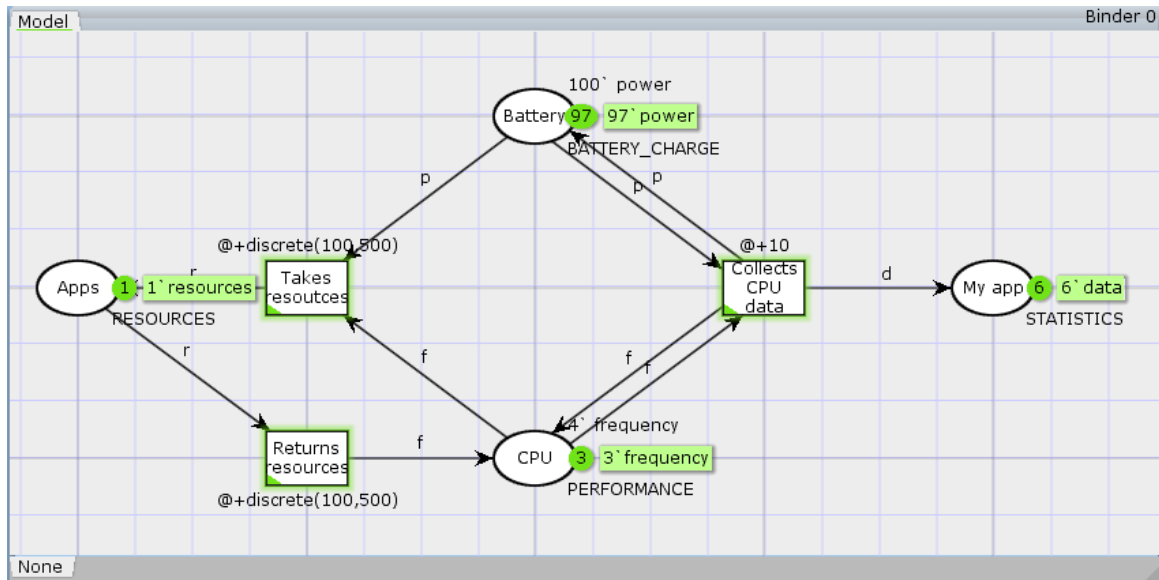 Model
Binder 0
100` power
Battery
97
97`power
BATTERY_CHARGE
p
p
p
@+discrete(100,500)
@+10
Takes
resoutces
Collects
CPU
data
r
d
Apps
1
1`resources
RESOURCES
My app
6
6`data
STATISTICS
r
f
f
f
4` frequency
Returns
resources
f
CPU
3
3`frequency
PERFORMANCE
@+discrete(100,500)
None